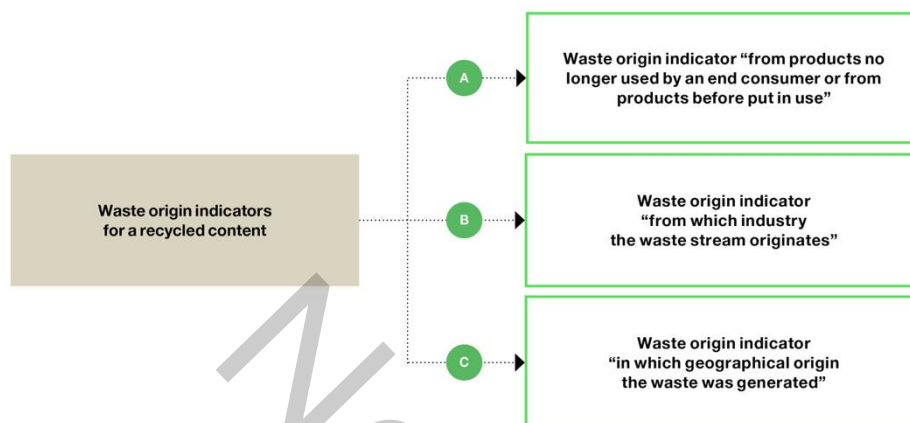 Waste origin indicators
for a recycled content
A
Waste origin indicator “from products no
longer used by an end consumer or from
products before put in use”
B
Waste origin indicator
“from which industry
the waste stream originates”
C
Waste origin indicator
“in which geographical origin
the waste was generated”